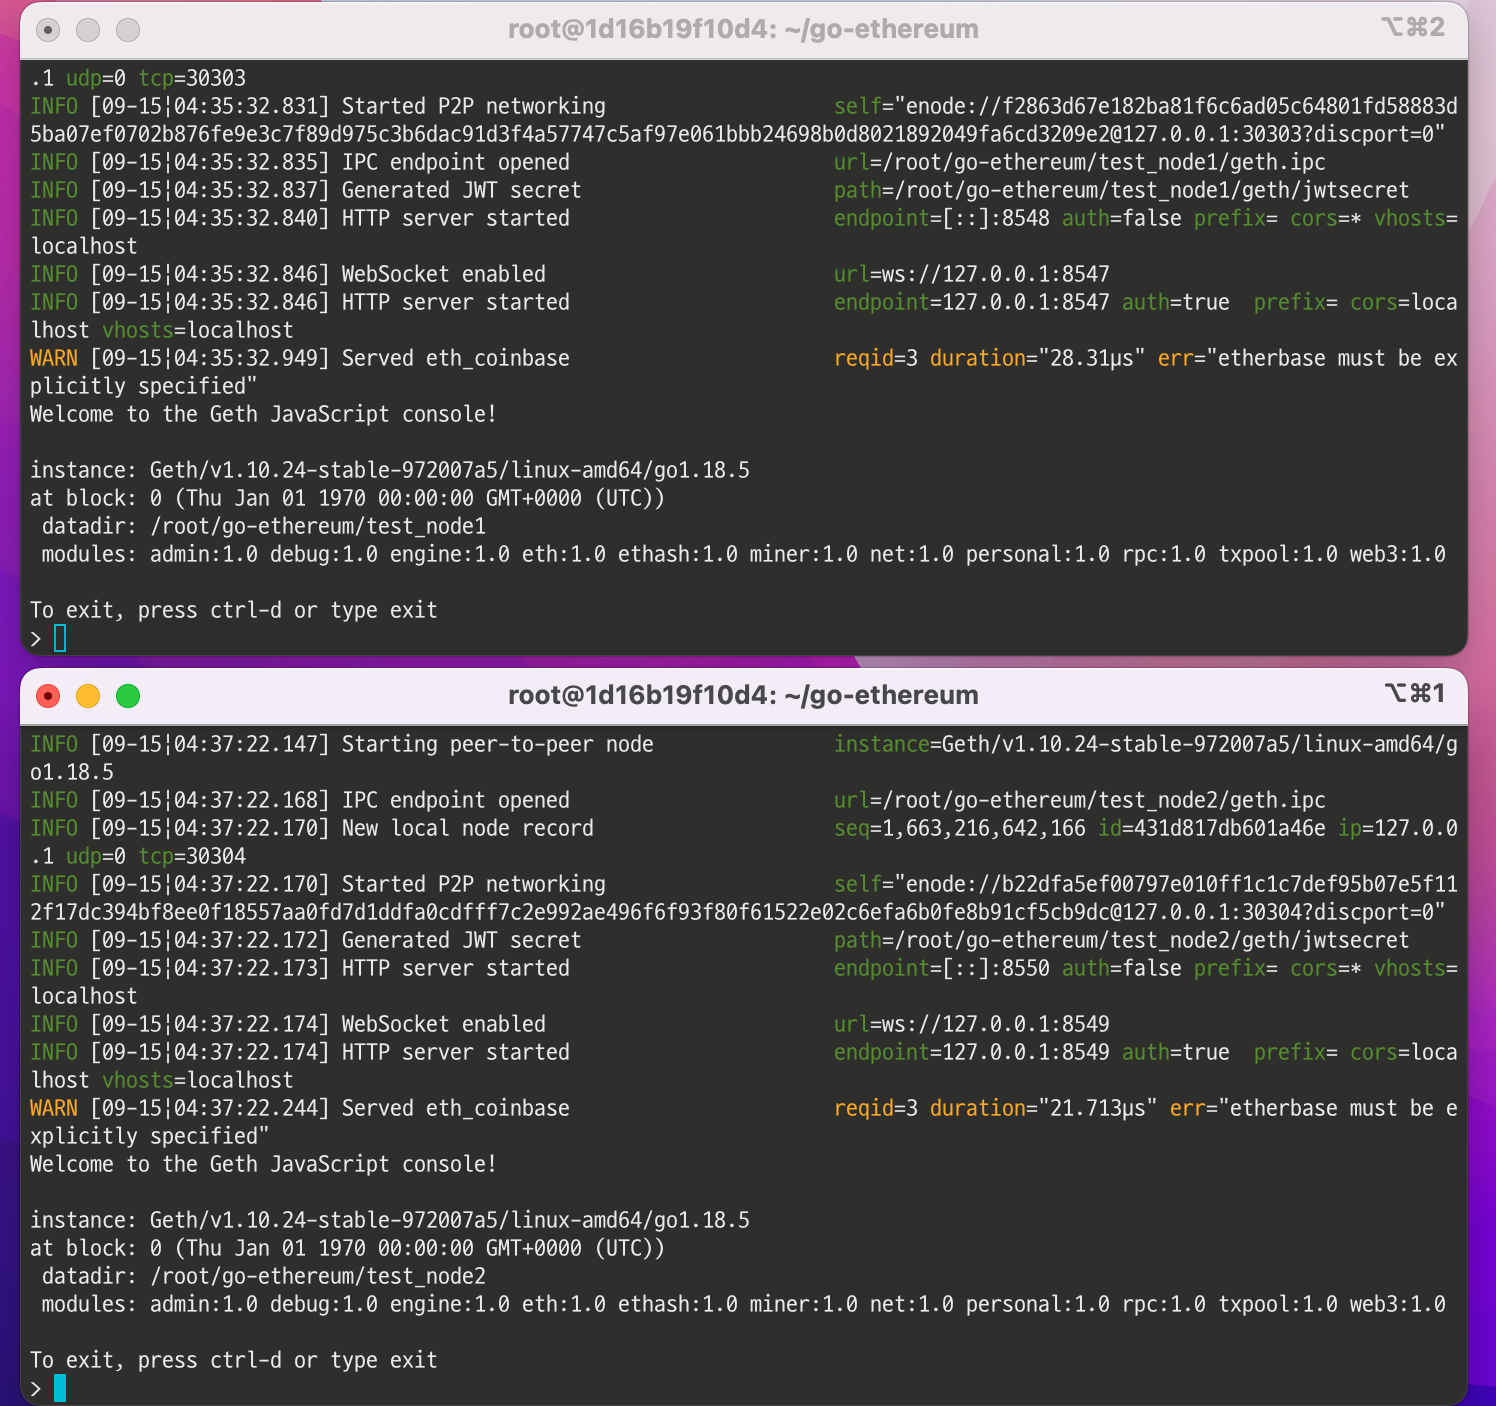 root@1d16b19f10d4: ~/go-ethereum ⌥⌘2
.1 udp=0 tcp=30303
INFO [09-15|04:35:32.831] Started P2P networking self="enode://f2863d67e182ba81f6c6ad05c64801fd58883d
5ba07ef0702b876fe9e3c7f89d975c3b6dac91d3f4a57747c5af97e061bbb24698b0d8021892049fa6cd3209e2@127.0.0.1:30303?discport=0"
INFO [09-15|04:35:32.835] IPC endpoint opened url=/root/go-ethereum/test_node1/geth.ipc
INFO [09-15|04:35:32.837] Generated JWT secret path=/root/go-ethereum/test_node1/geth/jwtsecret
INFO [09-15|04:35:32.840] HTTP server started endpoint=[::]:8548 auth=false prefix= cors=* vhosts=
localhost
INFO [09-15|04:35:32.846] WebSocket enabled url=ws://127.0.0.1:8547
INFO [09-15|04:35:32.846] HTTP server started endpoint=127.0.0.1:8547 auth=true  prefix= cors=loca
lhost vhosts=localhost
WARN [09-15|04:35:32.949] Served eth_coinbase reqid=3 duration="28.31µs" err="etherbase must be ex
plicitly specified"
Welcome to the Geth JavaScript console!
instance: Geth/v1.10.24-stable-972007a5/linux-amd64/go1.18.5
at block: 0 (Thu Jan 01 1970 00:00:00 GMT+0000 (UTC))
 datadir: /root/go-ethereum/test_node1
 modules: admin:1.0 debug:1.0 engine:1.0 eth:1.0 ethash:1.0 miner:1.0 net:1.0 personal:1.0 rpc:1.0 txpool:1.0 web3:1.0
To exit, press ctrl-d or type exit
>
root@1d16b19f10d4: ~/go-ethereum ⌥⌘1
INFO [09-15|04:37:22.147] Starting peer-to-peer node instance=Geth/v1.10.24-stable-972007a5/linux-amd64/g
o1.18.5
INFO [09-15|04:37:22.168] IPC endpoint opened url=/root/go-ethereum/test_node2/geth.ipc
INFO [09-15|04:37:22.170] New local node record seq=1,663,216,642,166 id=431d817db601a46e ip=127.0.0
.1 udp=0 tcp=30304
INFO [09-15|04:37:22.170] Started P2P networking self="enode://b22dfa5ef00797e010ff1c1c7def95b07e5f11
2f17dc394bf8ee0f18557aa0fd7d1ddfa0cdfff7c2e992ae496f6f93f80f61522e02c6efa6b0fe8b91cf5cb9dc@127.0.0.1:30304?discport=0"
INFO [09-15|04:37:22.172] Generated JWT secret path=/root/go-ethereum/test_node2/geth/jwtsecret
INFO [09-15|04:37:22.173] HTTP server started endpoint=[::]:8550 auth=false prefix= cors=* vhosts=
localhost
INFO [09-15|04:37:22.174] WebSocket enabled url=ws://127.0.0.1:8549
INFO [09-15|04:37:22.174] HTTP server started endpoint=127.0.0.1:8549 auth=true  prefix= cors=loca
lhost vhosts=localhost
WARN [09-15|04:37:22.244] Served eth_coinbase reqid=3 duration="21.713µs" err="etherbase must be e
xplicitly specified"
Welcome to the Geth JavaScript console!
instance: Geth/v1.10.24-stable-972007a5/linux-amd64/go1.18.5
at block: 0 (Thu Jan 01 1970 00:00:00 GMT+0000 (UTC))
 datadir: /root/go-ethereum/test_node2
 modules: admin:1.0 debug:1.0 engine:1.0 eth:1.0 ethash:1.0 miner:1.0 net:1.0 personal:1.0 rpc:1.0 txpool:1.0 web3:1.0
To exit, press ctrl-d or type exit
>